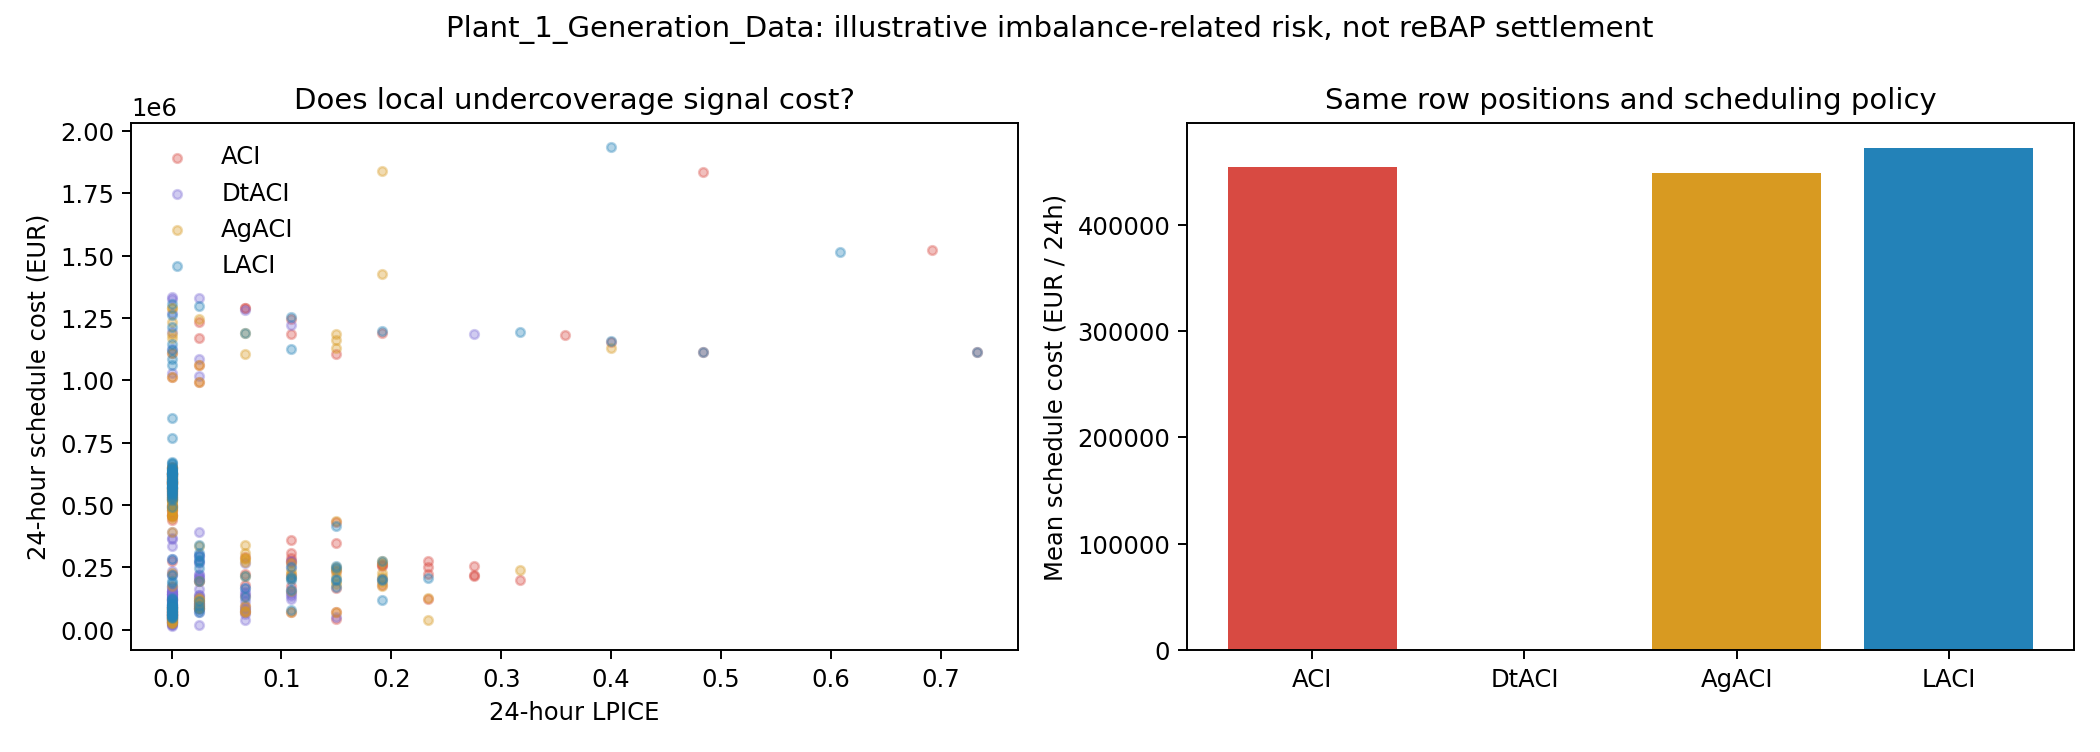 Plant_1_Generation_Data: illustrative imbalance-related risk, not reBAP settlement
Does local undercoverage signal cost?
1e6
2.00
1.75
1.50
1.25
1.00
0.75
0.50
0.25
0.00
24-hour schedule cost (EUR)
ACI
DtACI
AgACI
LACI
0.0 0.1 0.2 0.3 0.4 0.5 0.6 0.7
24-hour LPICE
Same row positions and scheduling policy
400000
300000
200000
100000
0
Mean schedule cost (EUR / 24h)
ACI DtACI AgACI LACI